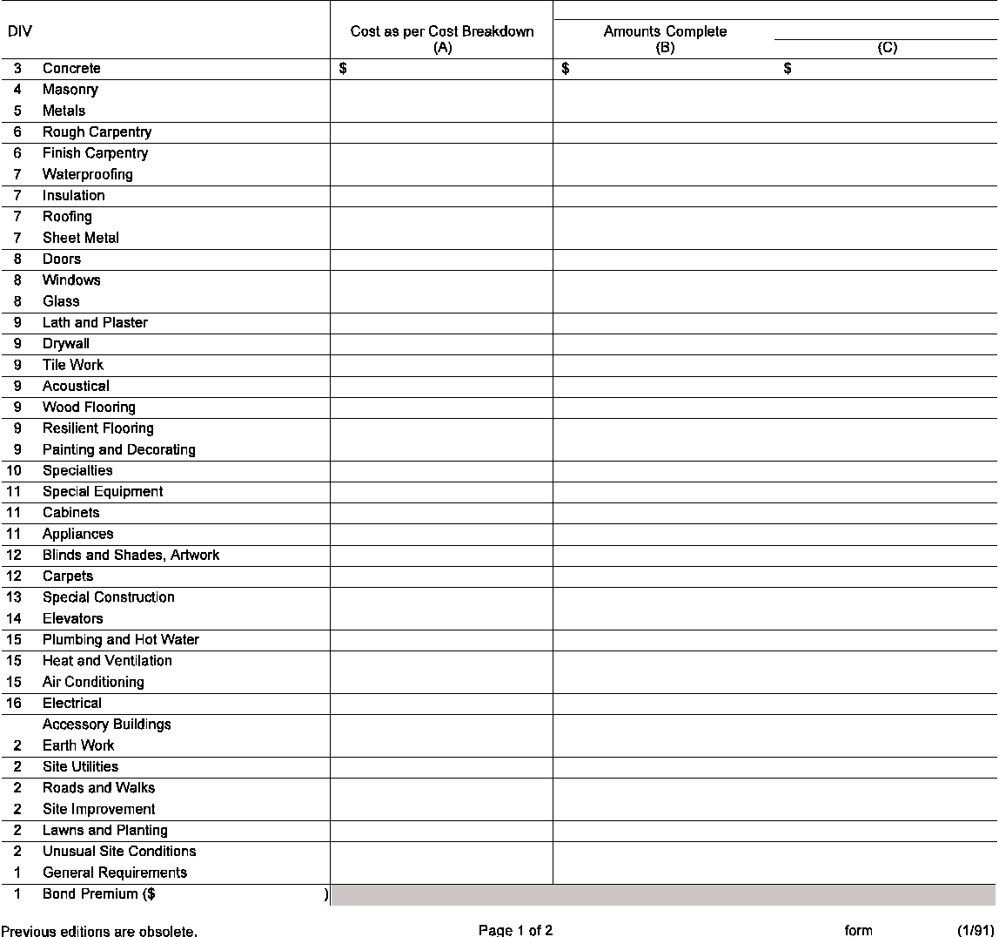 DIV Cost as per Cost Breakdown Amounts Complete
(A) (B) (C)
3 Concrete $ $ $
4 Masonry
5 Metals
6 Rough Carpentry
6 Finish Carpentry
7 Waterproofing
7 Insulation
7 Roofing
7 Sheet Metal
8 Doors
8 Windows
8 Glass
9 Lath and Plaster
9 Drywall
9 Tile Work
9 Acoustical
9 Wood Flooring
9 Resilient Flooring
9 Painting and Decorating
10 Specialties
11 Special Equipment
11 Cabinets
11 Appliances
12 Blinds and Shades, Artwork
12 Carpets
13 Special Construction
14 Elevators
15 Plumbing and Hot Water
15 Heat and Ventilation
15 Air Conditioning
16 Electrical
Accessory Buildings
2 Earth Work
2 Site Utilities
2 Roads and Walks
2 Site Improvement
2 Lawns and Planting
2 Unusual Site Conditions
1 General Requirements
1 Bond Premium ($ )
Previous editions are obsolete. Page 1 of 2 form (1/91)